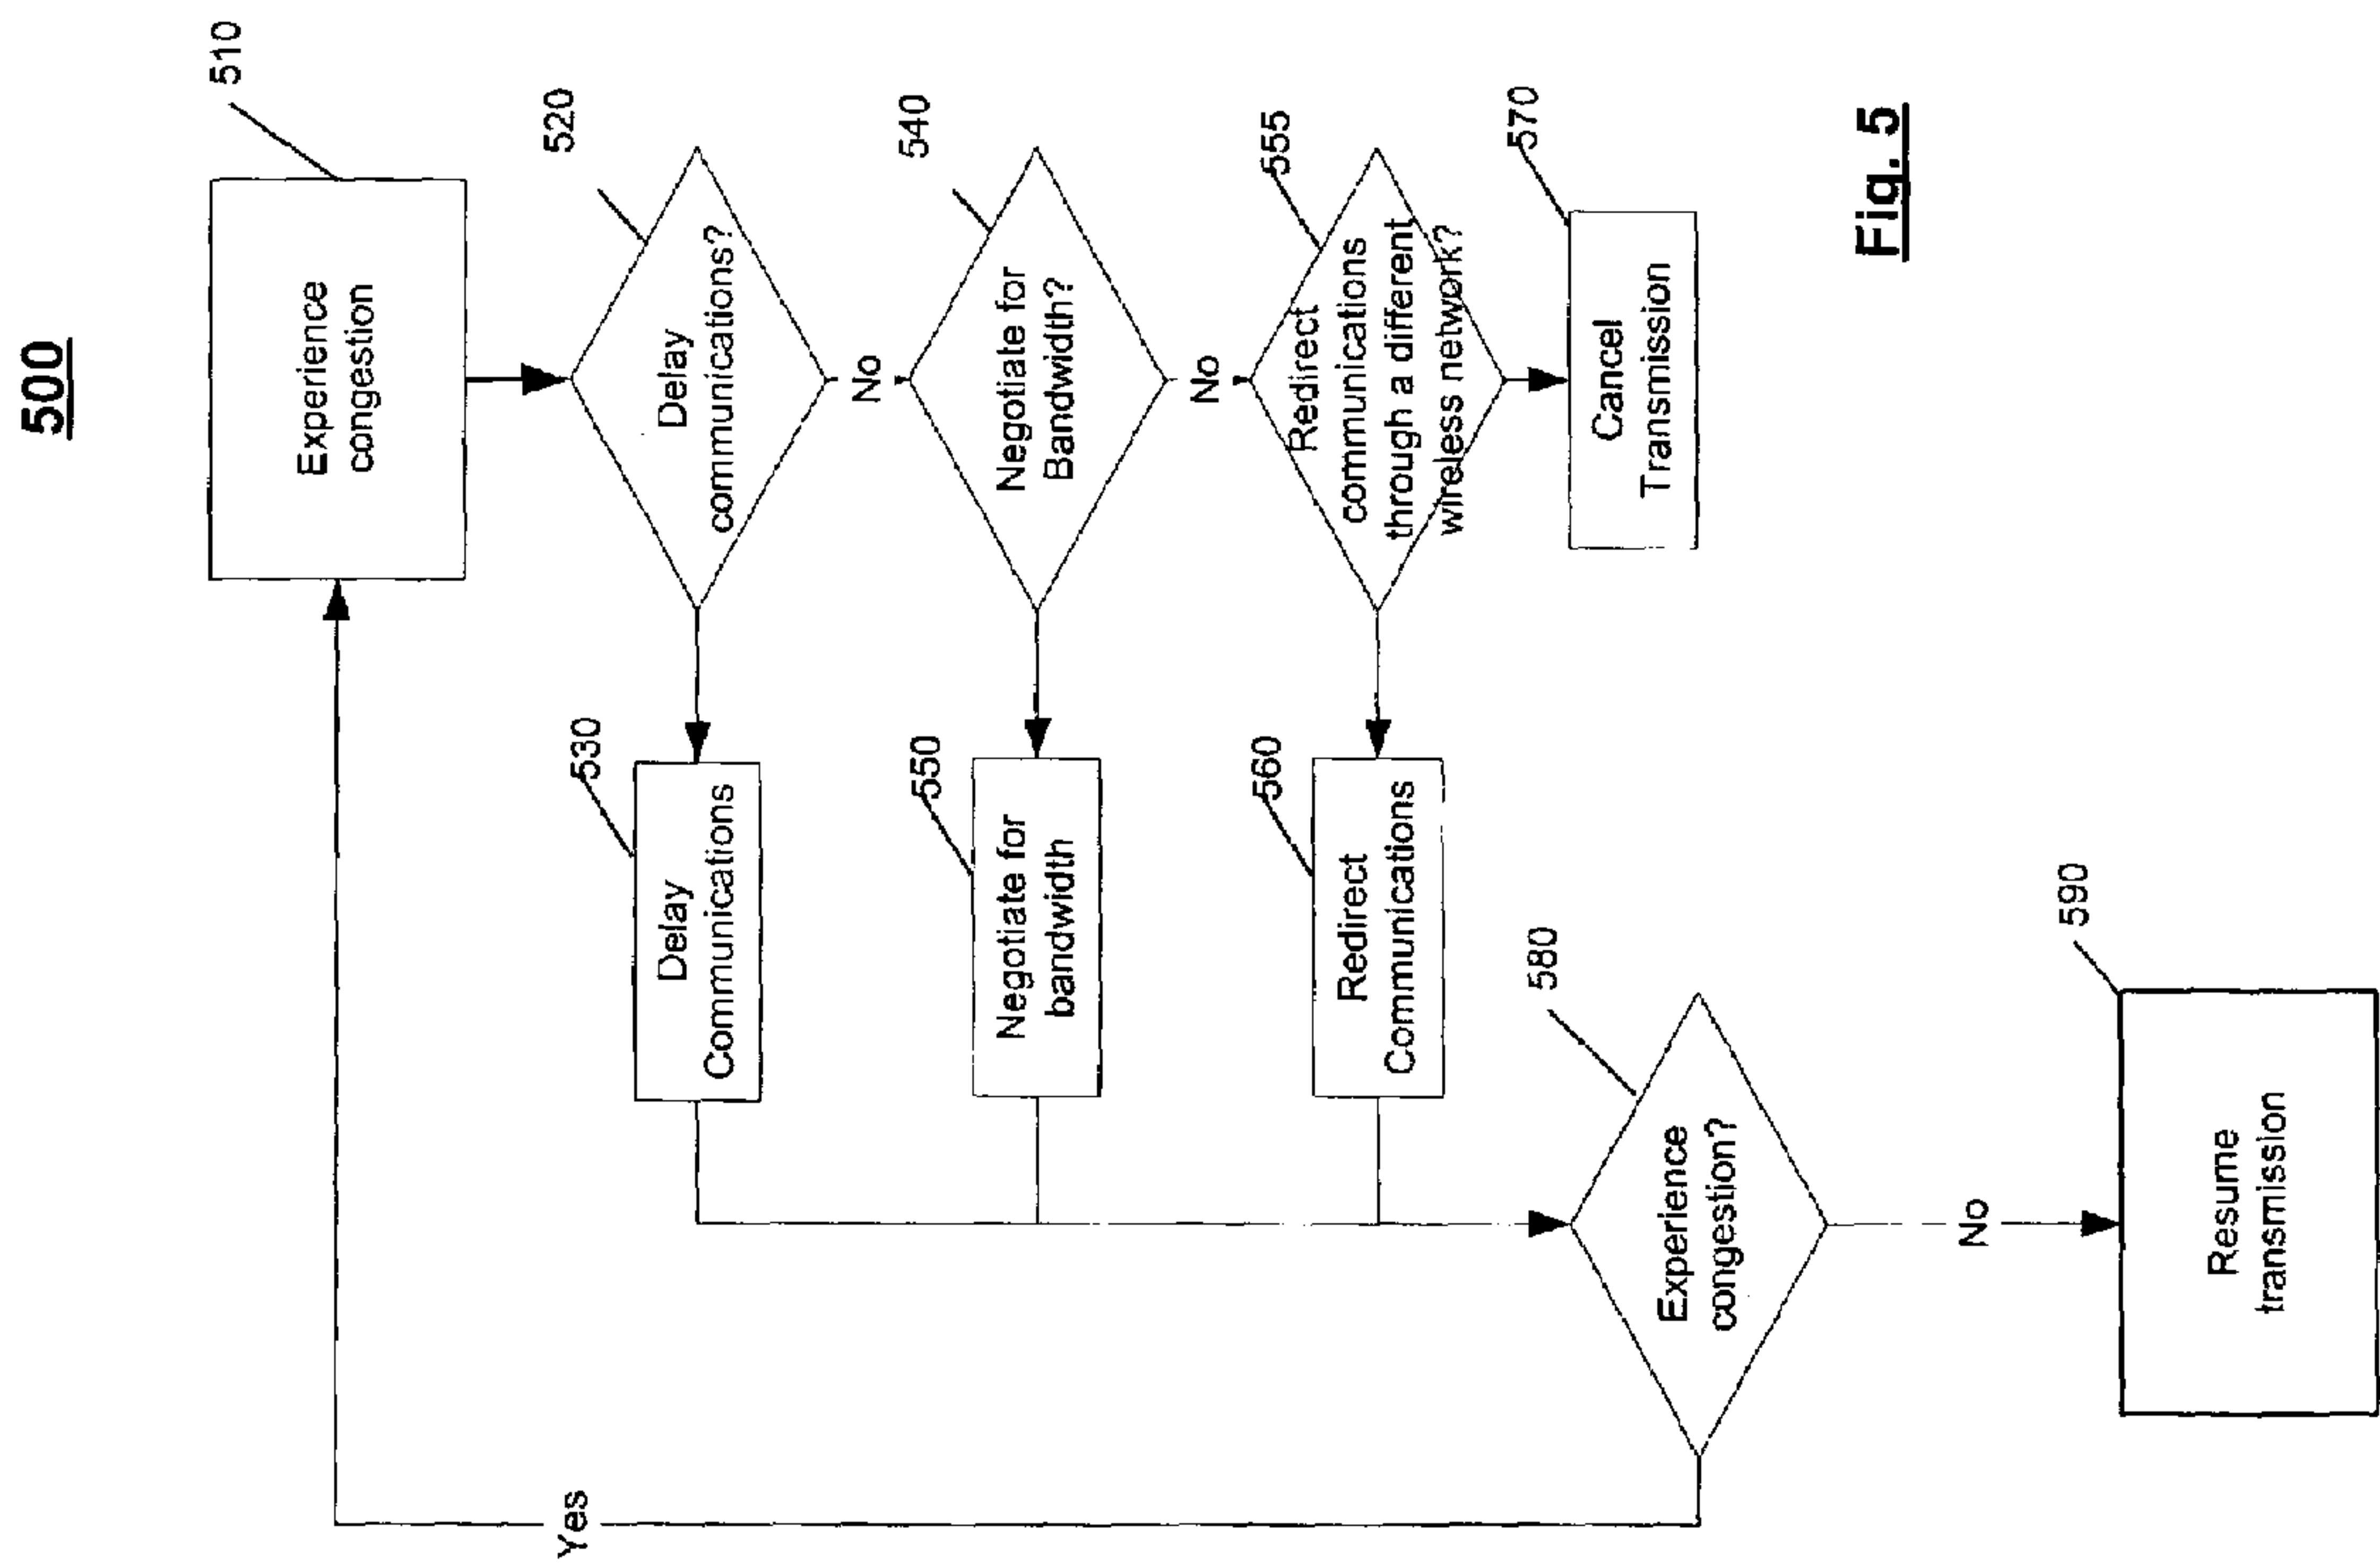 500
510
Experience
congestion
520
Delay
communications?
No
530
Delay
Communications
540
Negotiate for
Bandwidth?
No
550
Negotiate for
bandwidth
555
Redirect
communications
through a different
wireless network?
560
Redirect
Communications
570
Cancel
Transmission
580
Experience
congestion?
Yes
No
590
Resume
transmission
Fig. 5